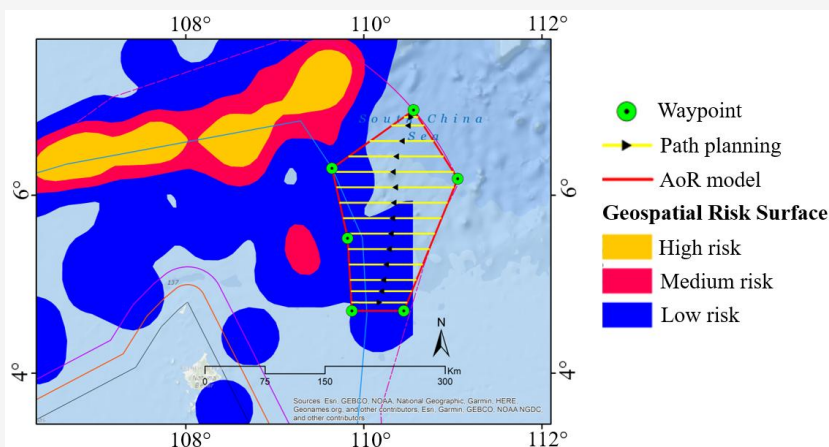 108° 110° 112°
South China
Sea
6° 6°
137
N
4° 4°
0 75 150 300
Km
Sources: Esri, GEBCO, NOAA, National Geographic, Garmin, HERE,
Geonames.org, and other contributors, Esri, Garmin, GEBCO, NOAA NGDC,
and other contributors
108° 110° 112°
Waypoint
Path planning
AoR model
Geospatial Risk Surface
High risk
Medium risk
Low risk